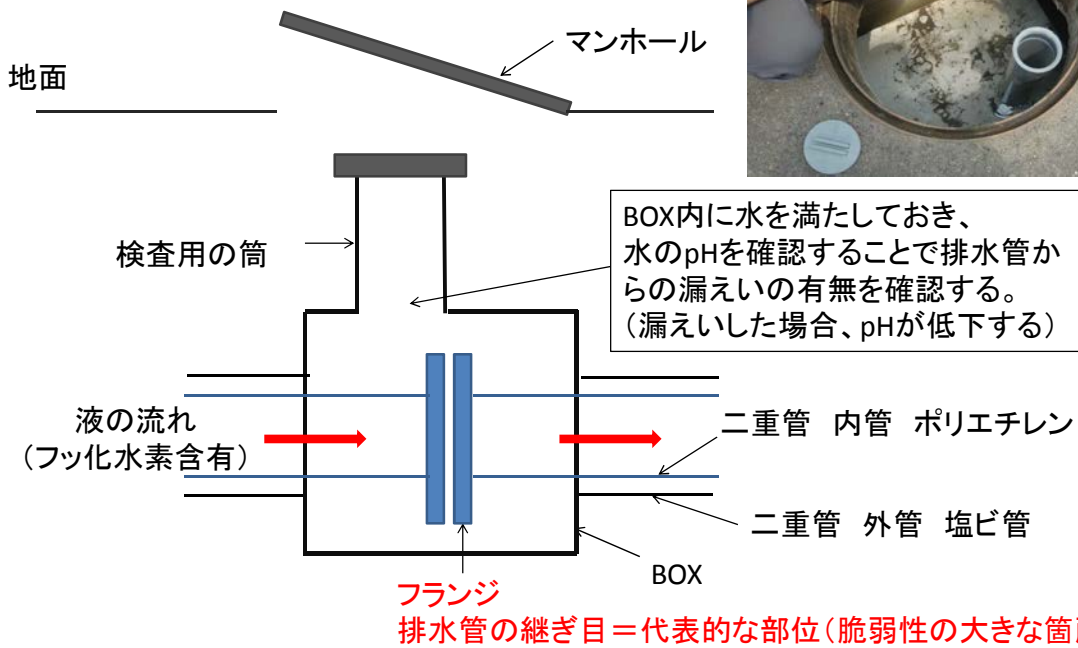 マンホール
地面
BOX内に水を満たしておき、
水のpHを確認することで排水管か
らの漏えいの有無を確認する。
（漏えいした場合、pHが低下する）
検査用の筒
液の流れ
（フッ化水素含有）
二重管　内管　ポリエチレン
二重管　外管　塩ビ管
BOX
フランジ
排水管の継ぎ目＝代表的な部位（脆弱性の大きな箇